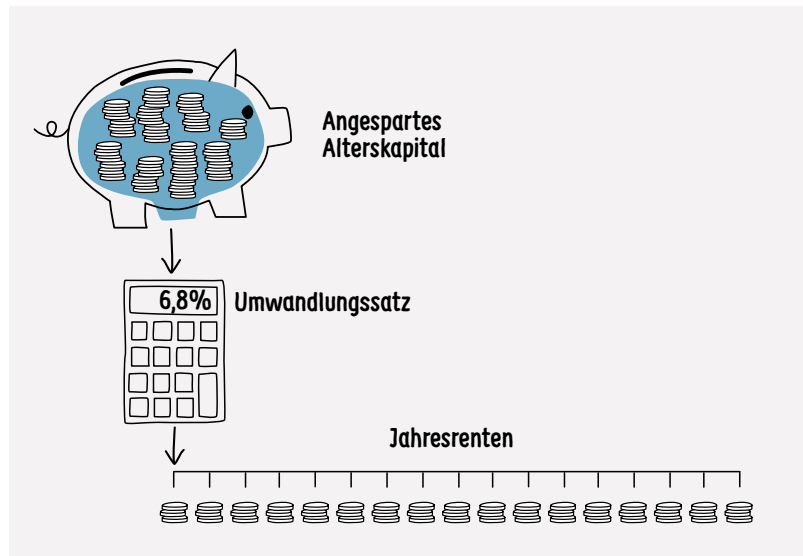 Angespartes
Alterskapital
6,8%
Umwandlungssatz
Jahresrenten